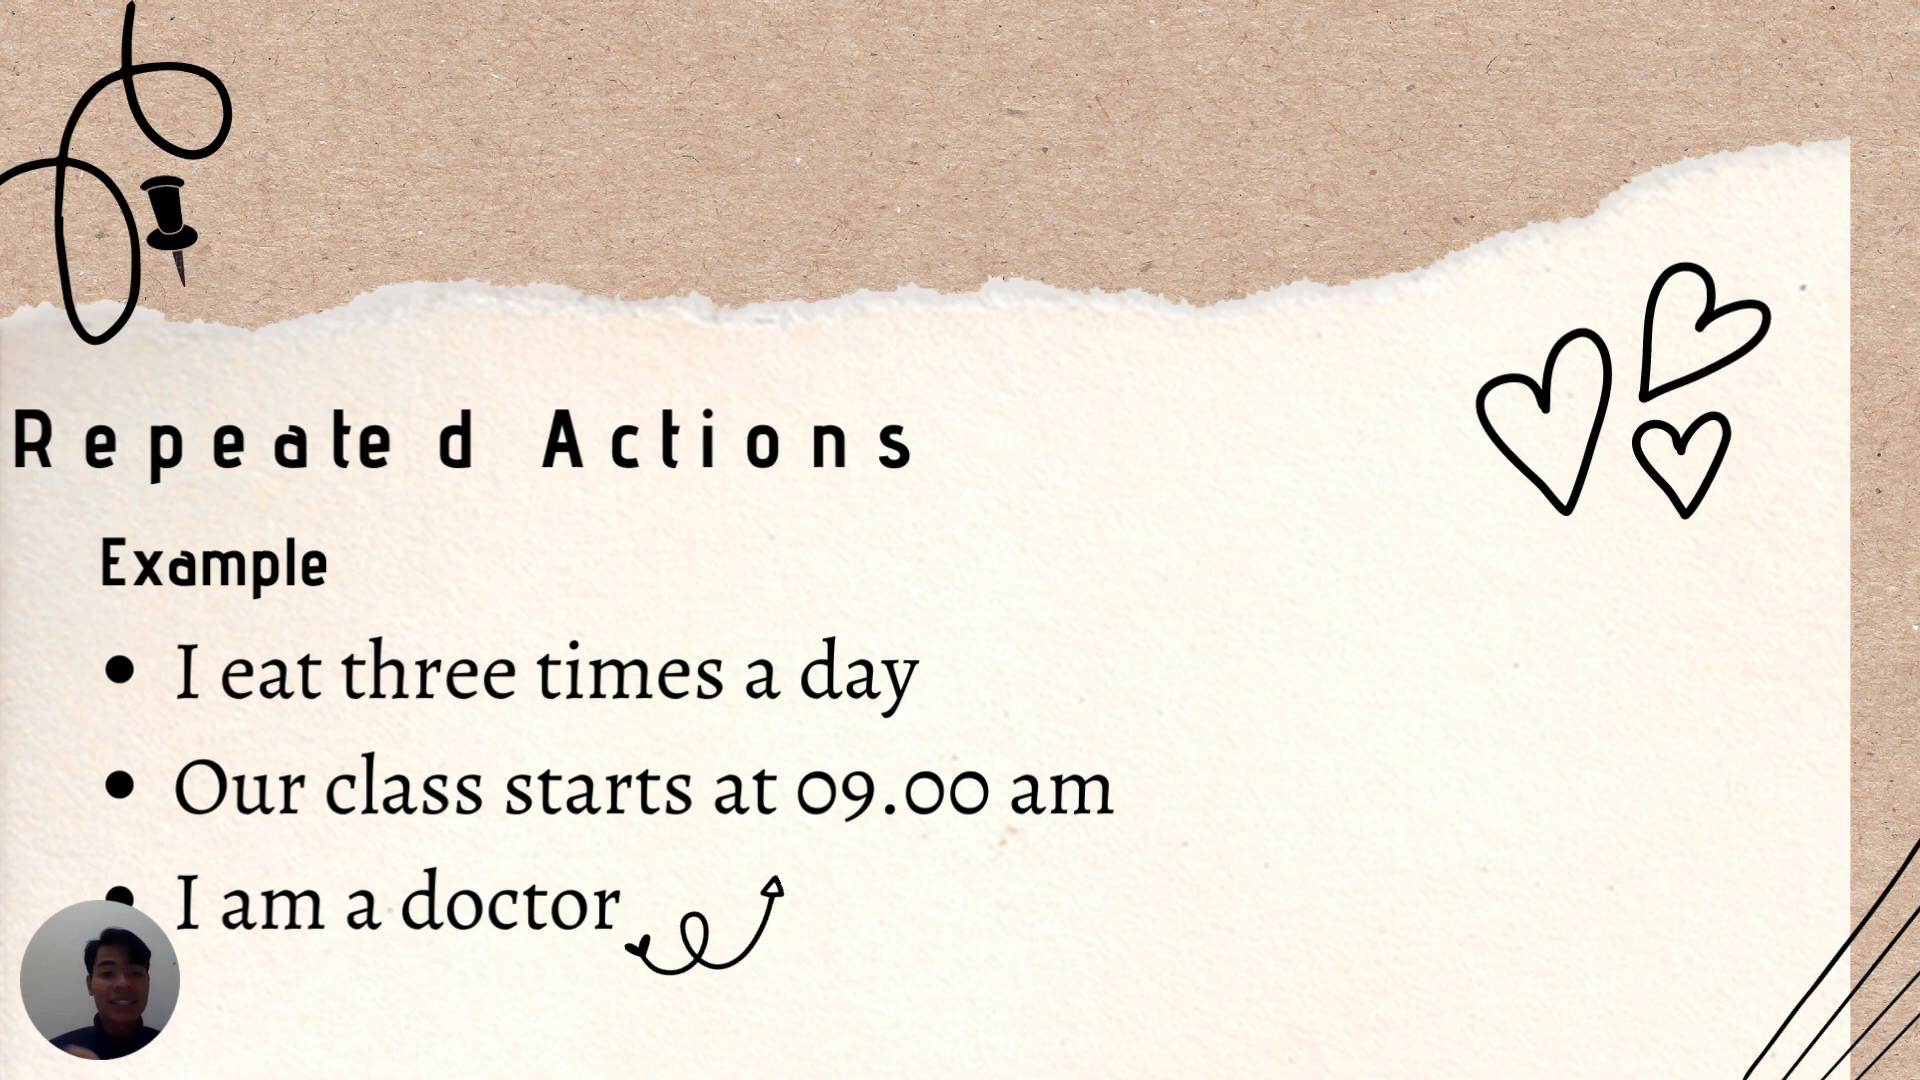 Repeated Actions
Example
• I eat three times a day
• Our class starts at 09.00 am
• I am a doctor